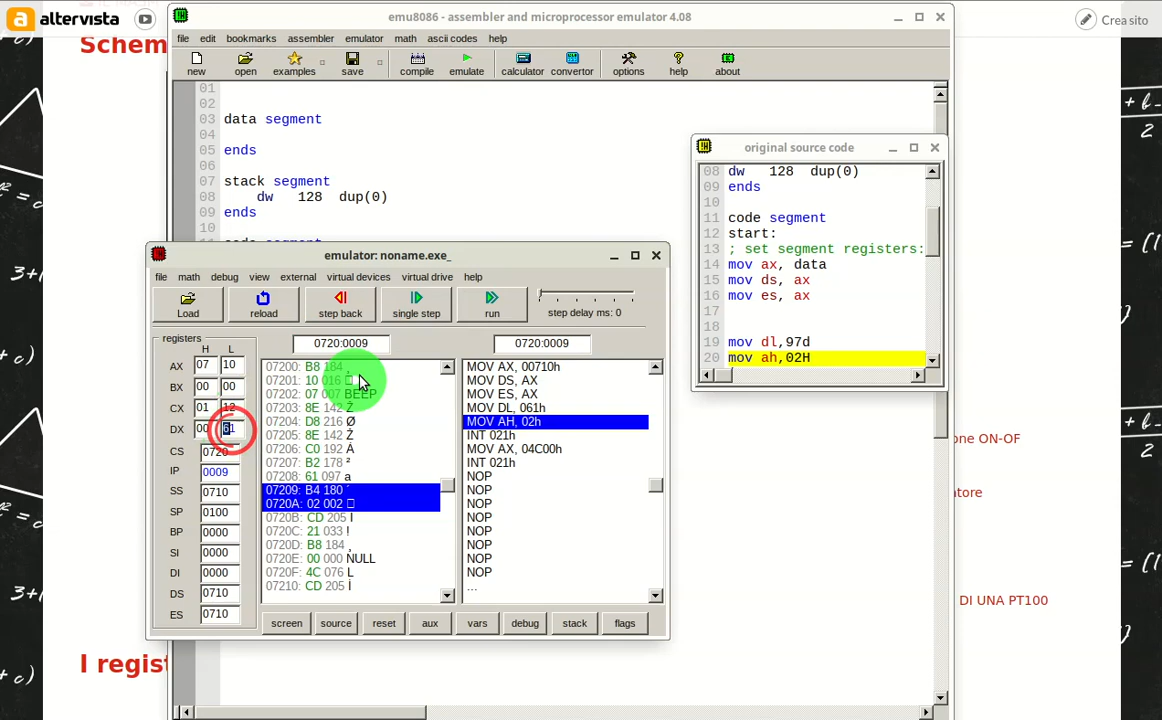 altervista
Crea sito
Schem
I regist
one ON-OF
atore
DI UNA PT100
emu8086 - assembler and microprocessor emulator 4.08
file edit bookmarks assembler emulator math ascii codes help
new open examples save compile emulate calculator convertor options help about
01
02
03 data segment
04
05 ends
06
07 stack segment
08 dw 128 dup(0)
09 ends
10
original source code
08 dw 128 dup(0)
09 ends
10
11 code segment
12 start:
13 ; set segment registers:
14 mov ax, data
15 mov ds, ax
16 mov es, ax
17
18
19 mov dl,97d
20 mov ah,02H
emulator: noname.exe_
file math debug view external virtual devices virtual drive help
Load reload step back single step run step delay ms: 0
registers
H L
AX 07 10
BX 00 00
CX 01 12
DX 00 61
CS 0720
IP 0009
SS 0710
SP 0100
BP 0000
SI 0000
DI 0000
DS 0710
ES 0710
0720:0009
07200: B8 184 ,
07201: 10 016
07202: 07 007 BEEP
07203: 8E 142 Ž
07204: D8 216 Ø
07205: 8E 142 Ž
07206: C0 192 À
07207: B2 178 ²
07208: 61 097 a
07209: B4 180 ´
0720A: 02 002
0720B: CD 205 Í
0720C: 21 033 !
0720D: B8 184 ,
0720E: 00 000 NULL
0720F: 4C 076 L
07210: CD 205 Í
0720:0009
MOV AX, 00710h
MOV DS, AX
MOV ES, AX
MOV DL, 061h
MOV AH, 02h
INT 021h
MOV AX, 04C00h
INT 021h
NOP
NOP
NOP
NOP
NOP
NOP
NOP
NOP
...
screen source reset aux vars debug stack flags